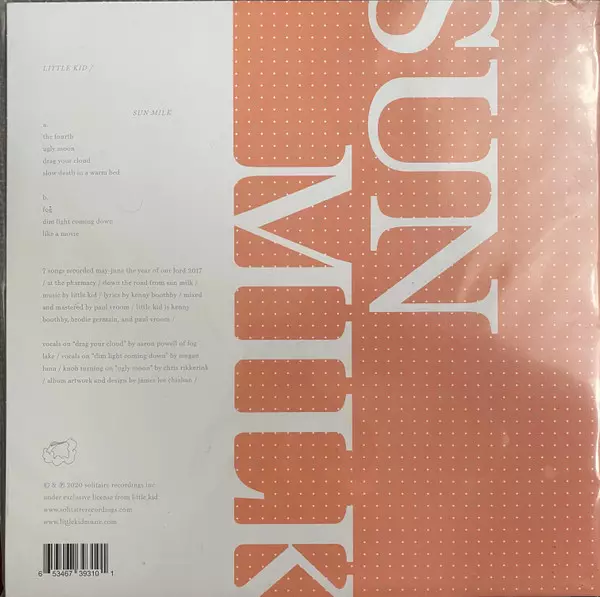 LITTLE KID /
SUN MILK
a.
the fourth
ugly moon
drag your cloud
slow death in a warm bed
b.
fog
dim light coming down
like a movie
7 songs recorded may-june the year of our lord 2017
/ at the pharmacy / down the road from sun milk /
music by little kid / lyrics by kenny boothby / mixed
and mastered by paul vroom / little kid is kenny
boothby, brodie germain, and paul vroom /
vocals on "drag your cloud" by aaron powell of fog
lake / vocals on "dim light coming down" by megan
lunn / knob turning on "ugly moon" by chris rikkerink
/ album artwork and design by james lee chiahan /
© & ℗ 2020 solitaire recordings inc
under exclusive license from little kid
www.solitairerecordings.com
www.littlekidmusic.com
6 53467 39310 1
SUN
MILK